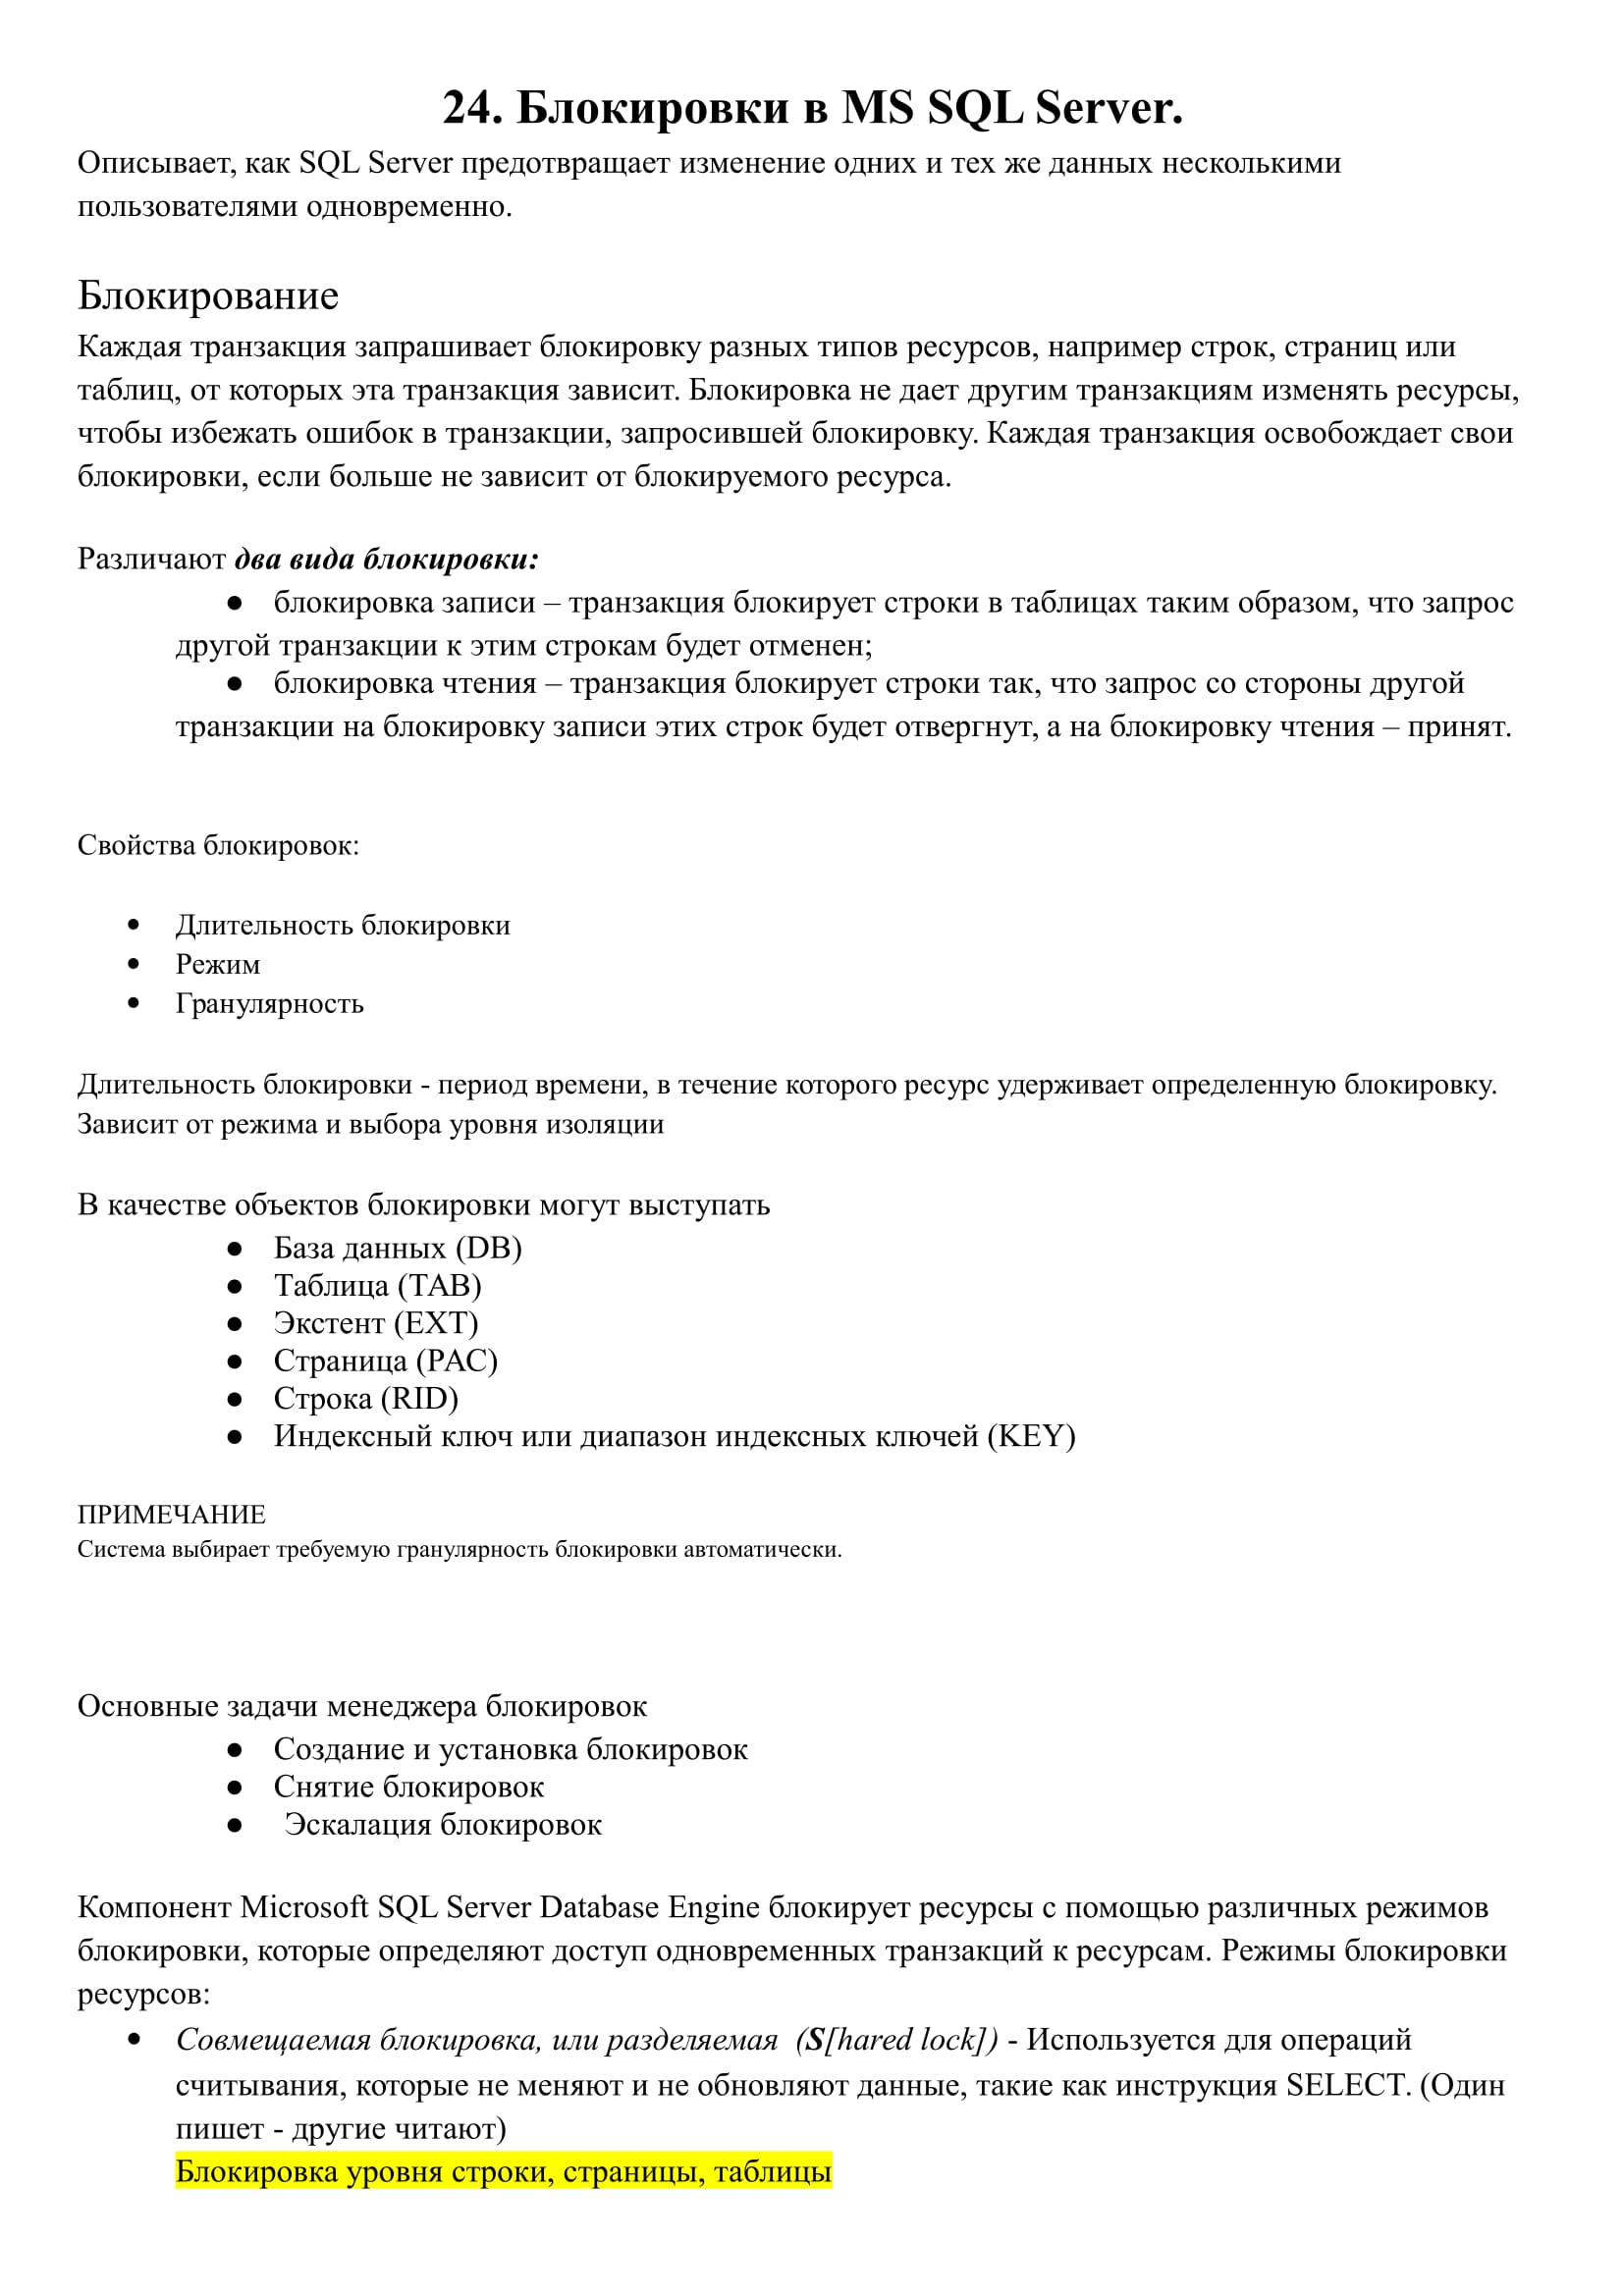 24. Блокировки в MS SQL Server.
Описывает, как SQL Server предотвращает изменение одних и тех же данных несколькими
пользователями одновременно.
Блокирование
Каждая транзакция запрашивает блокировку разных типов ресурсов, например строк, страниц или
таблиц, от которых эта транзакция зависит. Блокировка не дает другим транзакциям изменять ресурсы,
чтобы избежать ошибок в транзакции, запросившей блокировку. Каждая транзакция освобождает свои
блокировки, если больше не зависит от блокируемого ресурса.
Различают два вида блокировки:
● блокировка записи – транзакция блокирует строки в таблицах таким образом, что запрос
другой транзакции к этим строкам будет отменен;
● блокировка чтения – транзакция блокирует строки так, что запрос со стороны другой
транзакции на блокировку записи этих строк будет отвергнут, а на блокировку чтения – принят.
Свойства блокировок:
• Длительность блокировки
• Режим
• Гранулярность
Длительность блокировки - период времени, в течение которого ресурс удерживает определенную блокировку.
Зависит от режима и выбора уровня изоляции
В качестве объектов блокировки могут выступать
● База данных (DB)
● Таблица (TAB)
● Экстент (EXT)
● Страница (PAC)
● Строка (RID)
● Индексный ключ или диапазон индексных ключей (KEY)
ПРИМЕЧАНИЕ
Система выбирает требуемую гранулярность блокировки автоматически.
Основные задачи менеджера блокировок
● Создание и установка блокировок
● Снятие блокировок
● Эскалация блокировок
Компонент Microsoft SQL Server Database Engine блокирует ресурсы с помощью различных режимов
блокировки, которые определяют доступ одновременных транзакций к ресурсам. Режимы блокировки
ресурсов:
• Совмещаемая блокировка, или разделяемая (S[hared lock]) - Используется для операций
считывания, которые не меняют и не обновляют данные, такие как инструкция SELECT. (Один
пишет - другие читают)
Блокировка уровня строки, страницы, таблицы